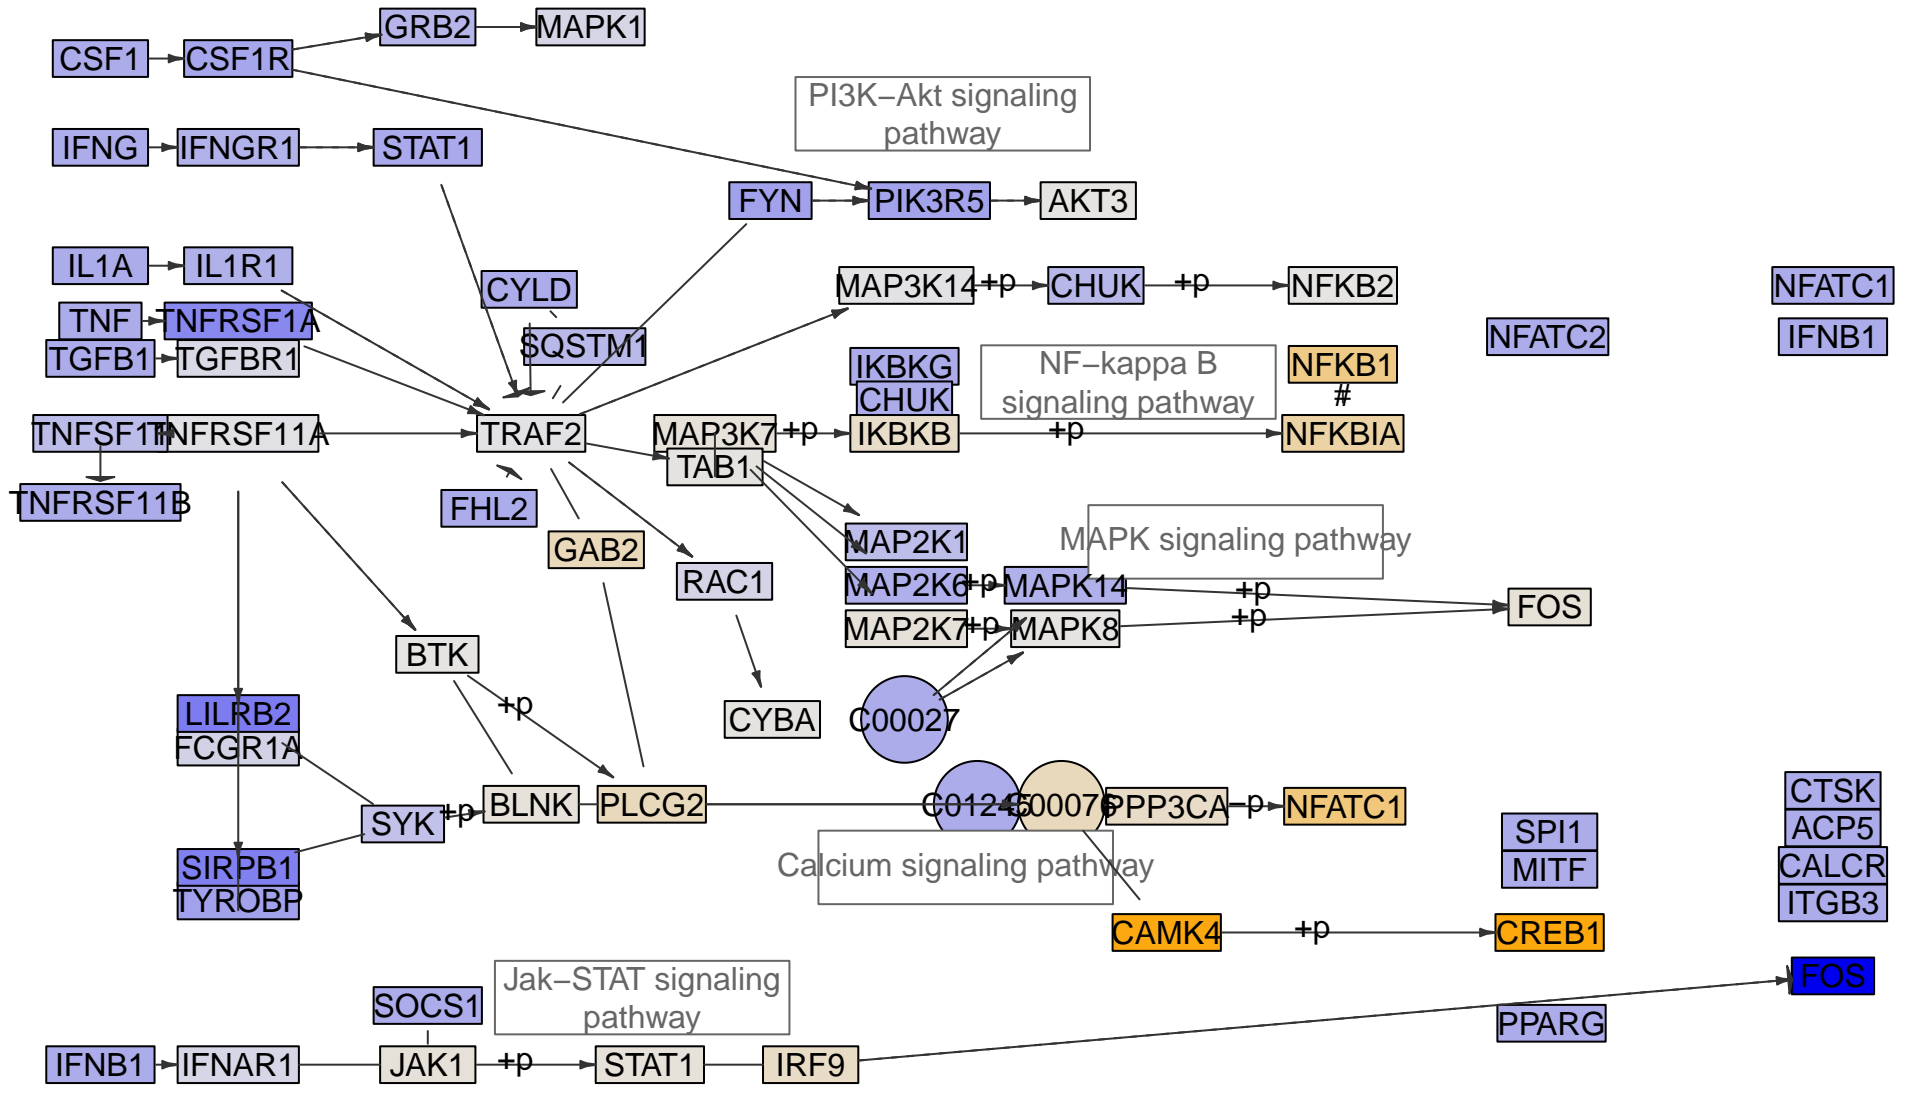 GRB2
MAPK1
CSF1
CSF1R
PI3K−Akt signaling
pathway
IFNG
IFNGR1
STAT1
FYN
PIK3R5
AKT3
IL1A
IL1R1
CYLD
MAP3K14
+p
CHUK
+p
NFKB2
NFATC1
TNF
TNFRSF1A
SQSTM1
NFATC2
IFNB1
TGFB1
TGFBR1
IKBKG
CHUK
NF−kappa B
signaling pathway
NFKB1
#
TNFSF11
TNFRSF11A
TRAF2
MAP3K7
+p
IKBKB
+p
NFKBIA
TAB1
TNFRSF11B
FHL2
GAB2
RAC1
MAP2K1
MAPK signaling pathway
MAP2K6
+p
MAPK14
+p
FOS
MAP2K7
+p
MAPK8
+p
BTK
+p
LILRB2
FCGR1A
CYBA
C00027
SYK
+p
BLNK
PLCG2
C01245
C00076
PPP3CA
−p
NFATC1
CTSK
SPI1
ACP5
SIRPB1
TYROBP
Calcium signaling pathway
MITF
CALCR
ITGB3
CAMK4
+p
CREB1
Jak−STAT signaling
pathway
SOCS1
FOS
PPARG
IFNB1
IFNAR1
JAK1
+p
STAT1
IRF9